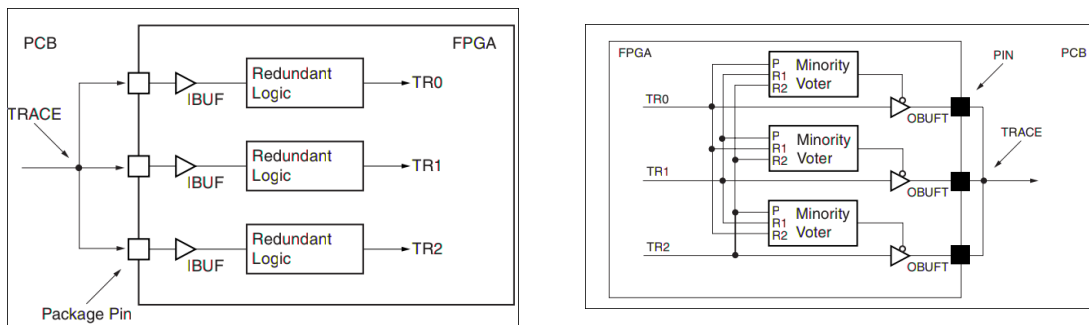 PCB
FPGA
Redundant
Logic
TR0
IBUF
TRACE
Redundant
Logic
TR1
IBUF
Redundant
Logic
TR2
IBUF
Package Pin
FPGA
PIN
PCB
P
R1
R2
Minority
Voter
TR0
OBUFT
TRACE
P
R1
R2
Minority
Voter
TR1
OBUFT
P
R1
R2
Minority
Voter
TR2
OBUFT